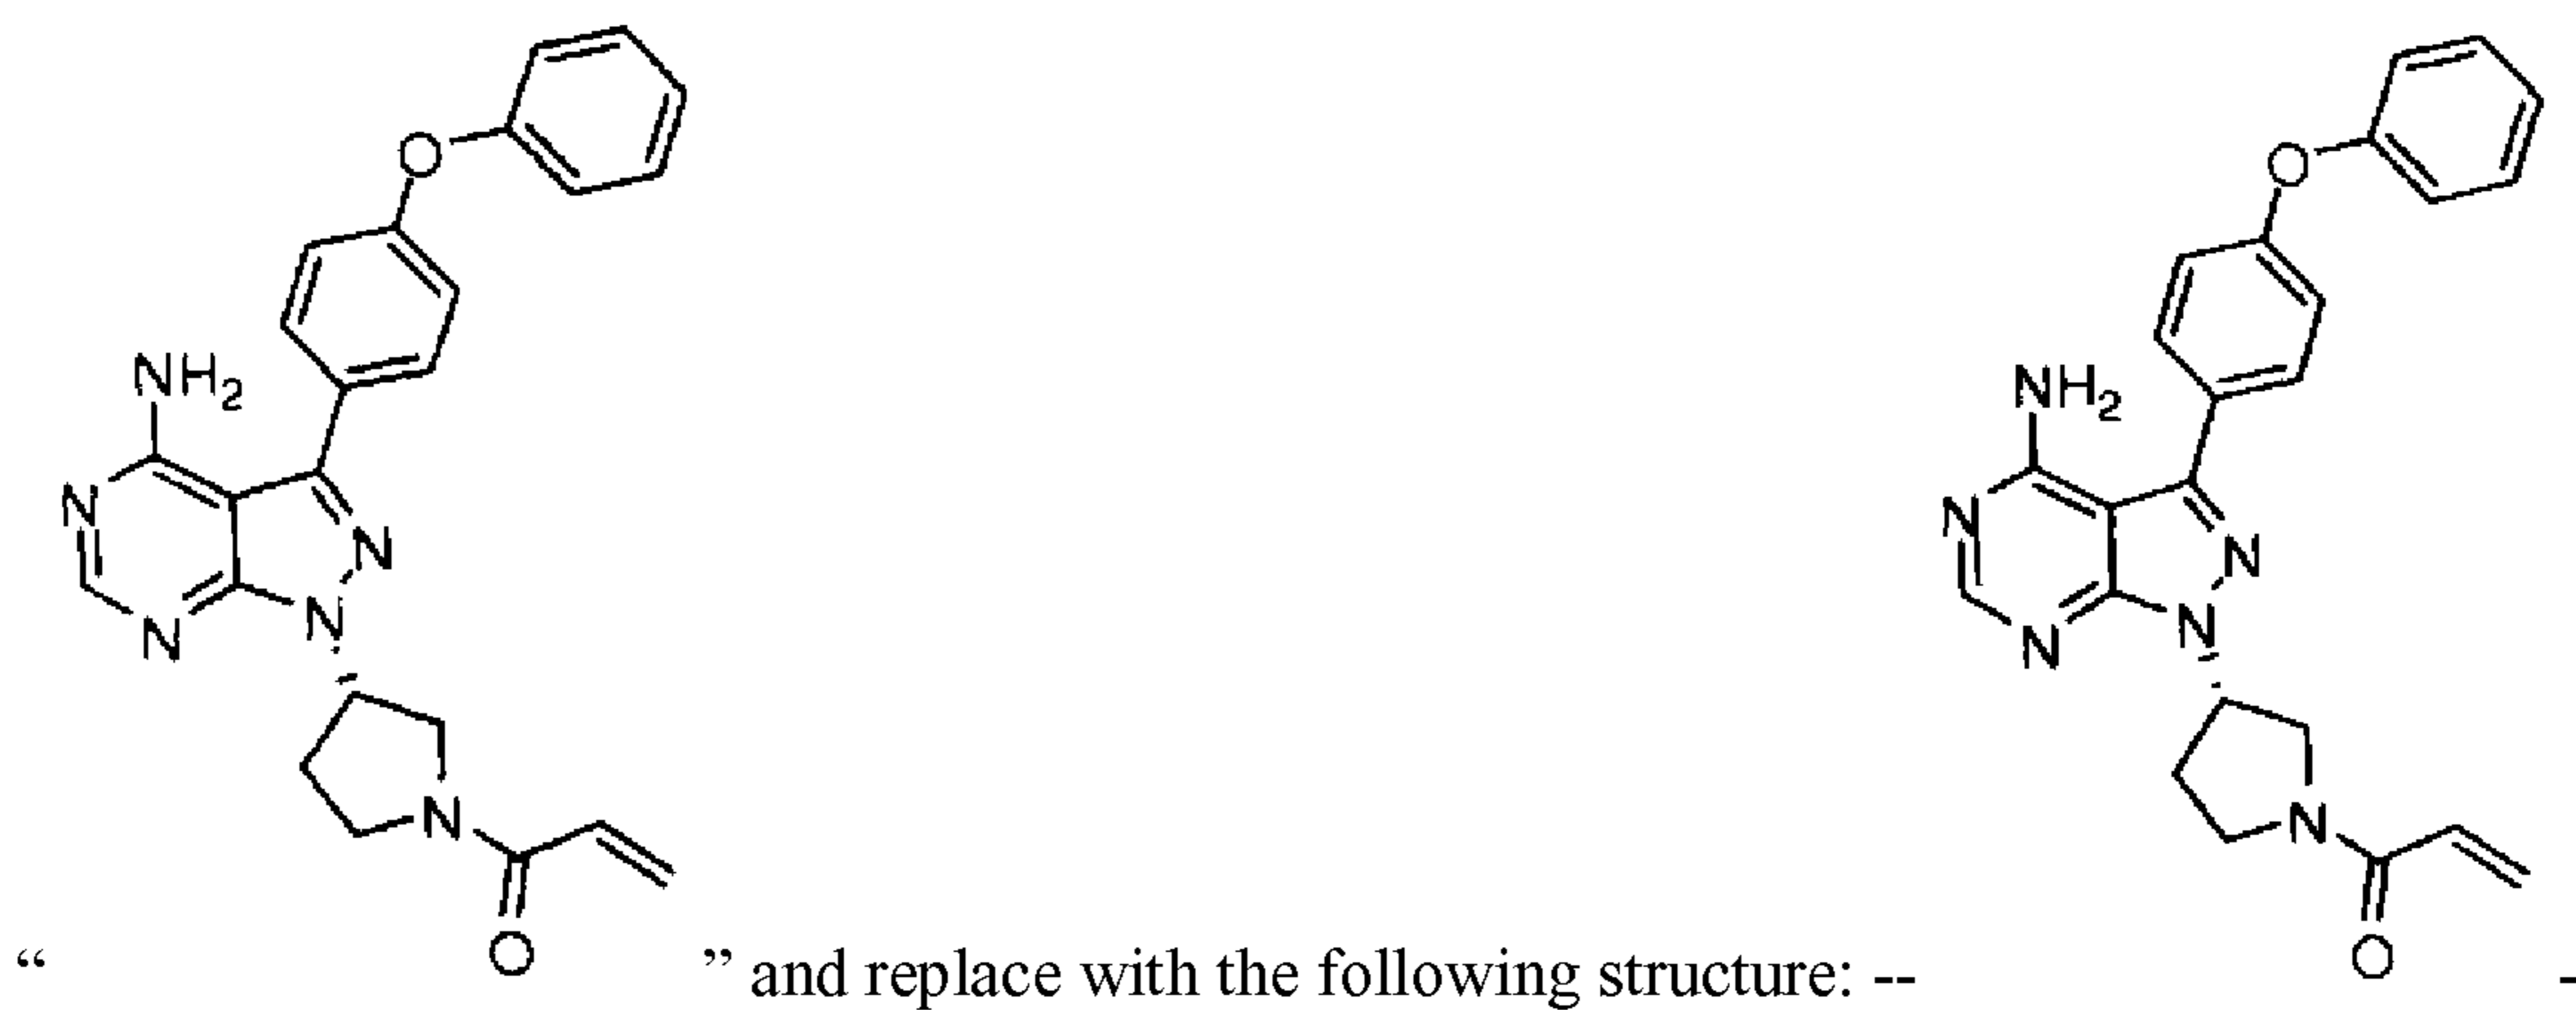 O
O
NH2
NH2
N
N
N
N
N
N
N
N
N
N
“ O ” and replace with the following structure: -- O -